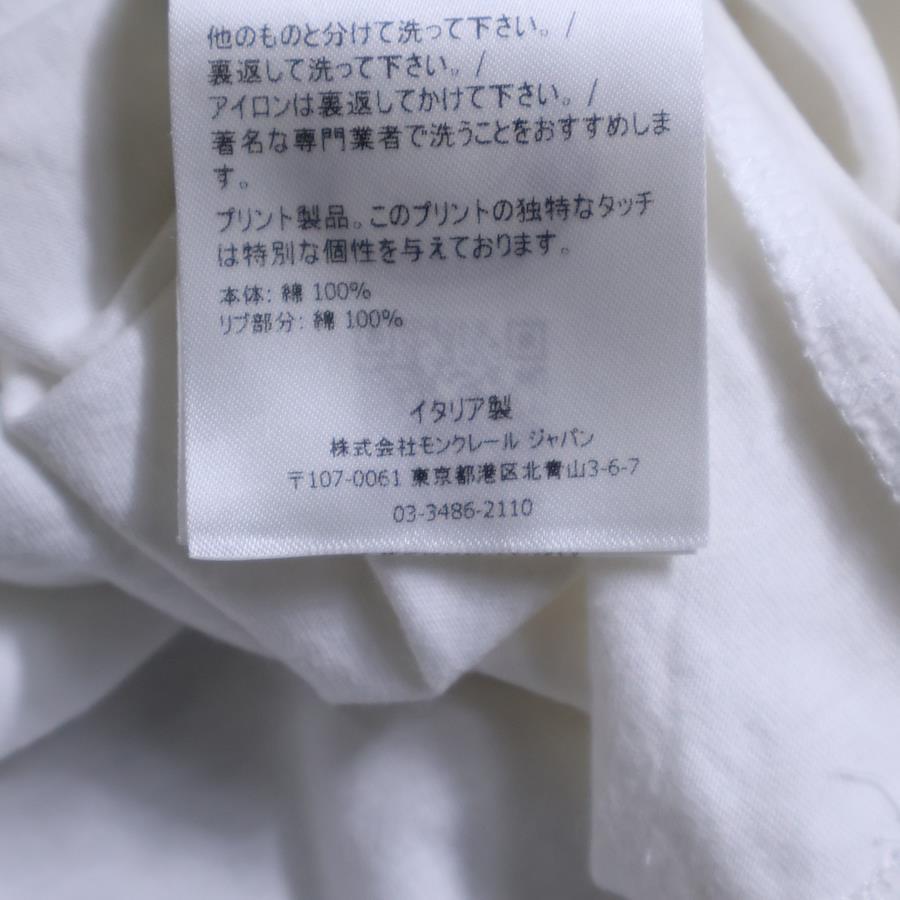 他のものと分けて洗って下さい。/
裏返して洗って下さい。/
アイロンは裏返してかけて下さい。/
著名な専門業者で洗うことをおすすめしま
す。
プリント製品。このプリントの独特なタッチ
は特別な個性を与えております。
本体: 綿 100%
リブ部分: 綿 100%
イタリア製
株式会社モンクレール ジャパン
〒107-0061 東京都港区北青山3-6-7
03-3486-2110